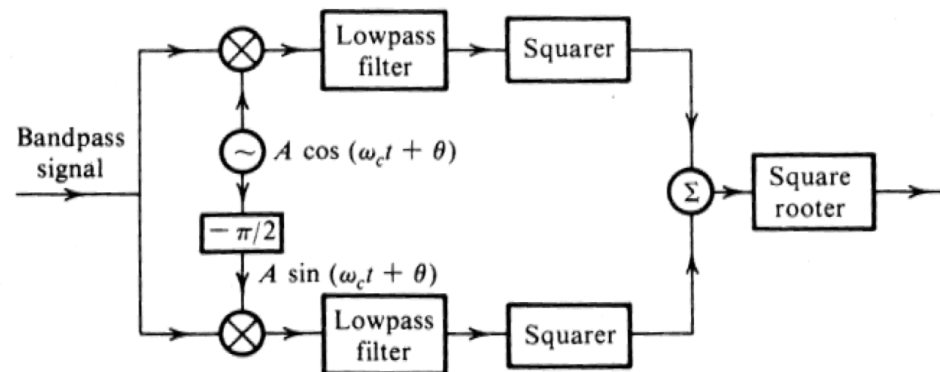 Lowpass
filter
Squarer
Bandpass
signal
~ A cos (ω_c t + θ)
Σ
Square
rooter
− π/2
A sin (ω_c t + θ)
Lowpass
filter
Squarer